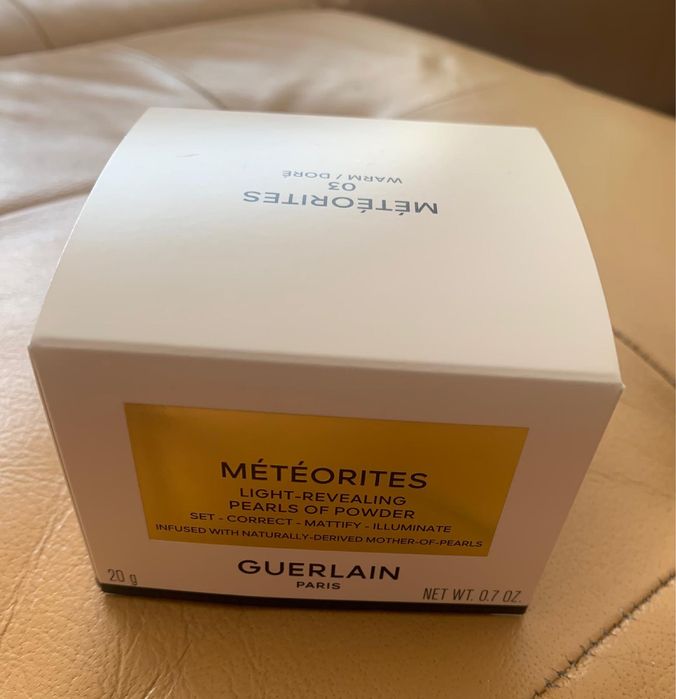 MÉTÉORITES
03
WARM / DORÉ
MÉTÉORITES
LIGHT-REVEALING
PEARLS OF POWDER
SET - CORRECT - MATTIFY - ILLUMINATE
INFUSED WITH NATURALLY-DERIVED MOTHER-OF-PEARLS
GUERLAIN
PARIS
20 g
NET WT. 0.7 OZ.